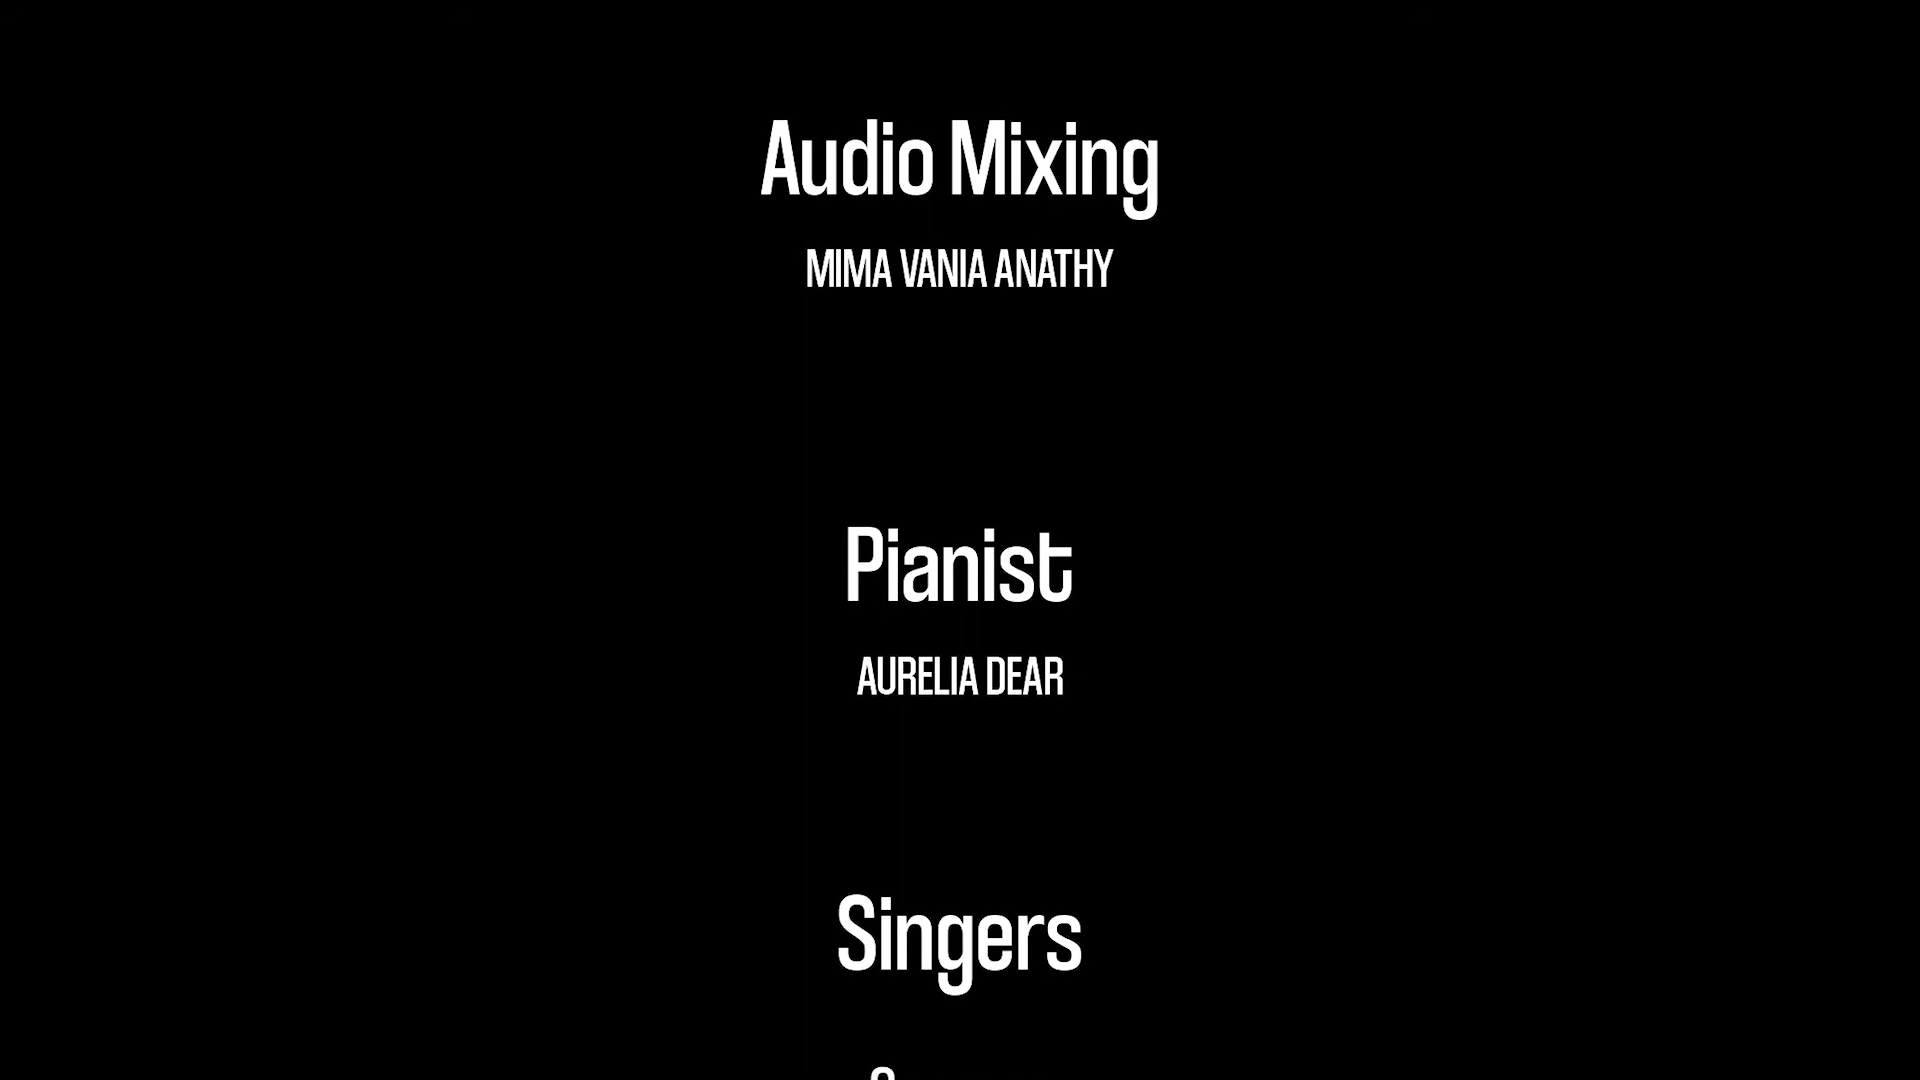 Audio Mixing
MIMA VANIA ANATHY
Pianist
AURELIA DEAR
Singers